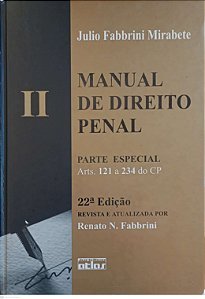 Julio Fabbrini Mirabete
II
MANUAL
DE DIREITO
PENAL
PARTE ESPECIAL
Arts. 121 a 234 do CP
22ª Edição
REVISTA E ATUALIZADA POR
Renato N. Fabbrini